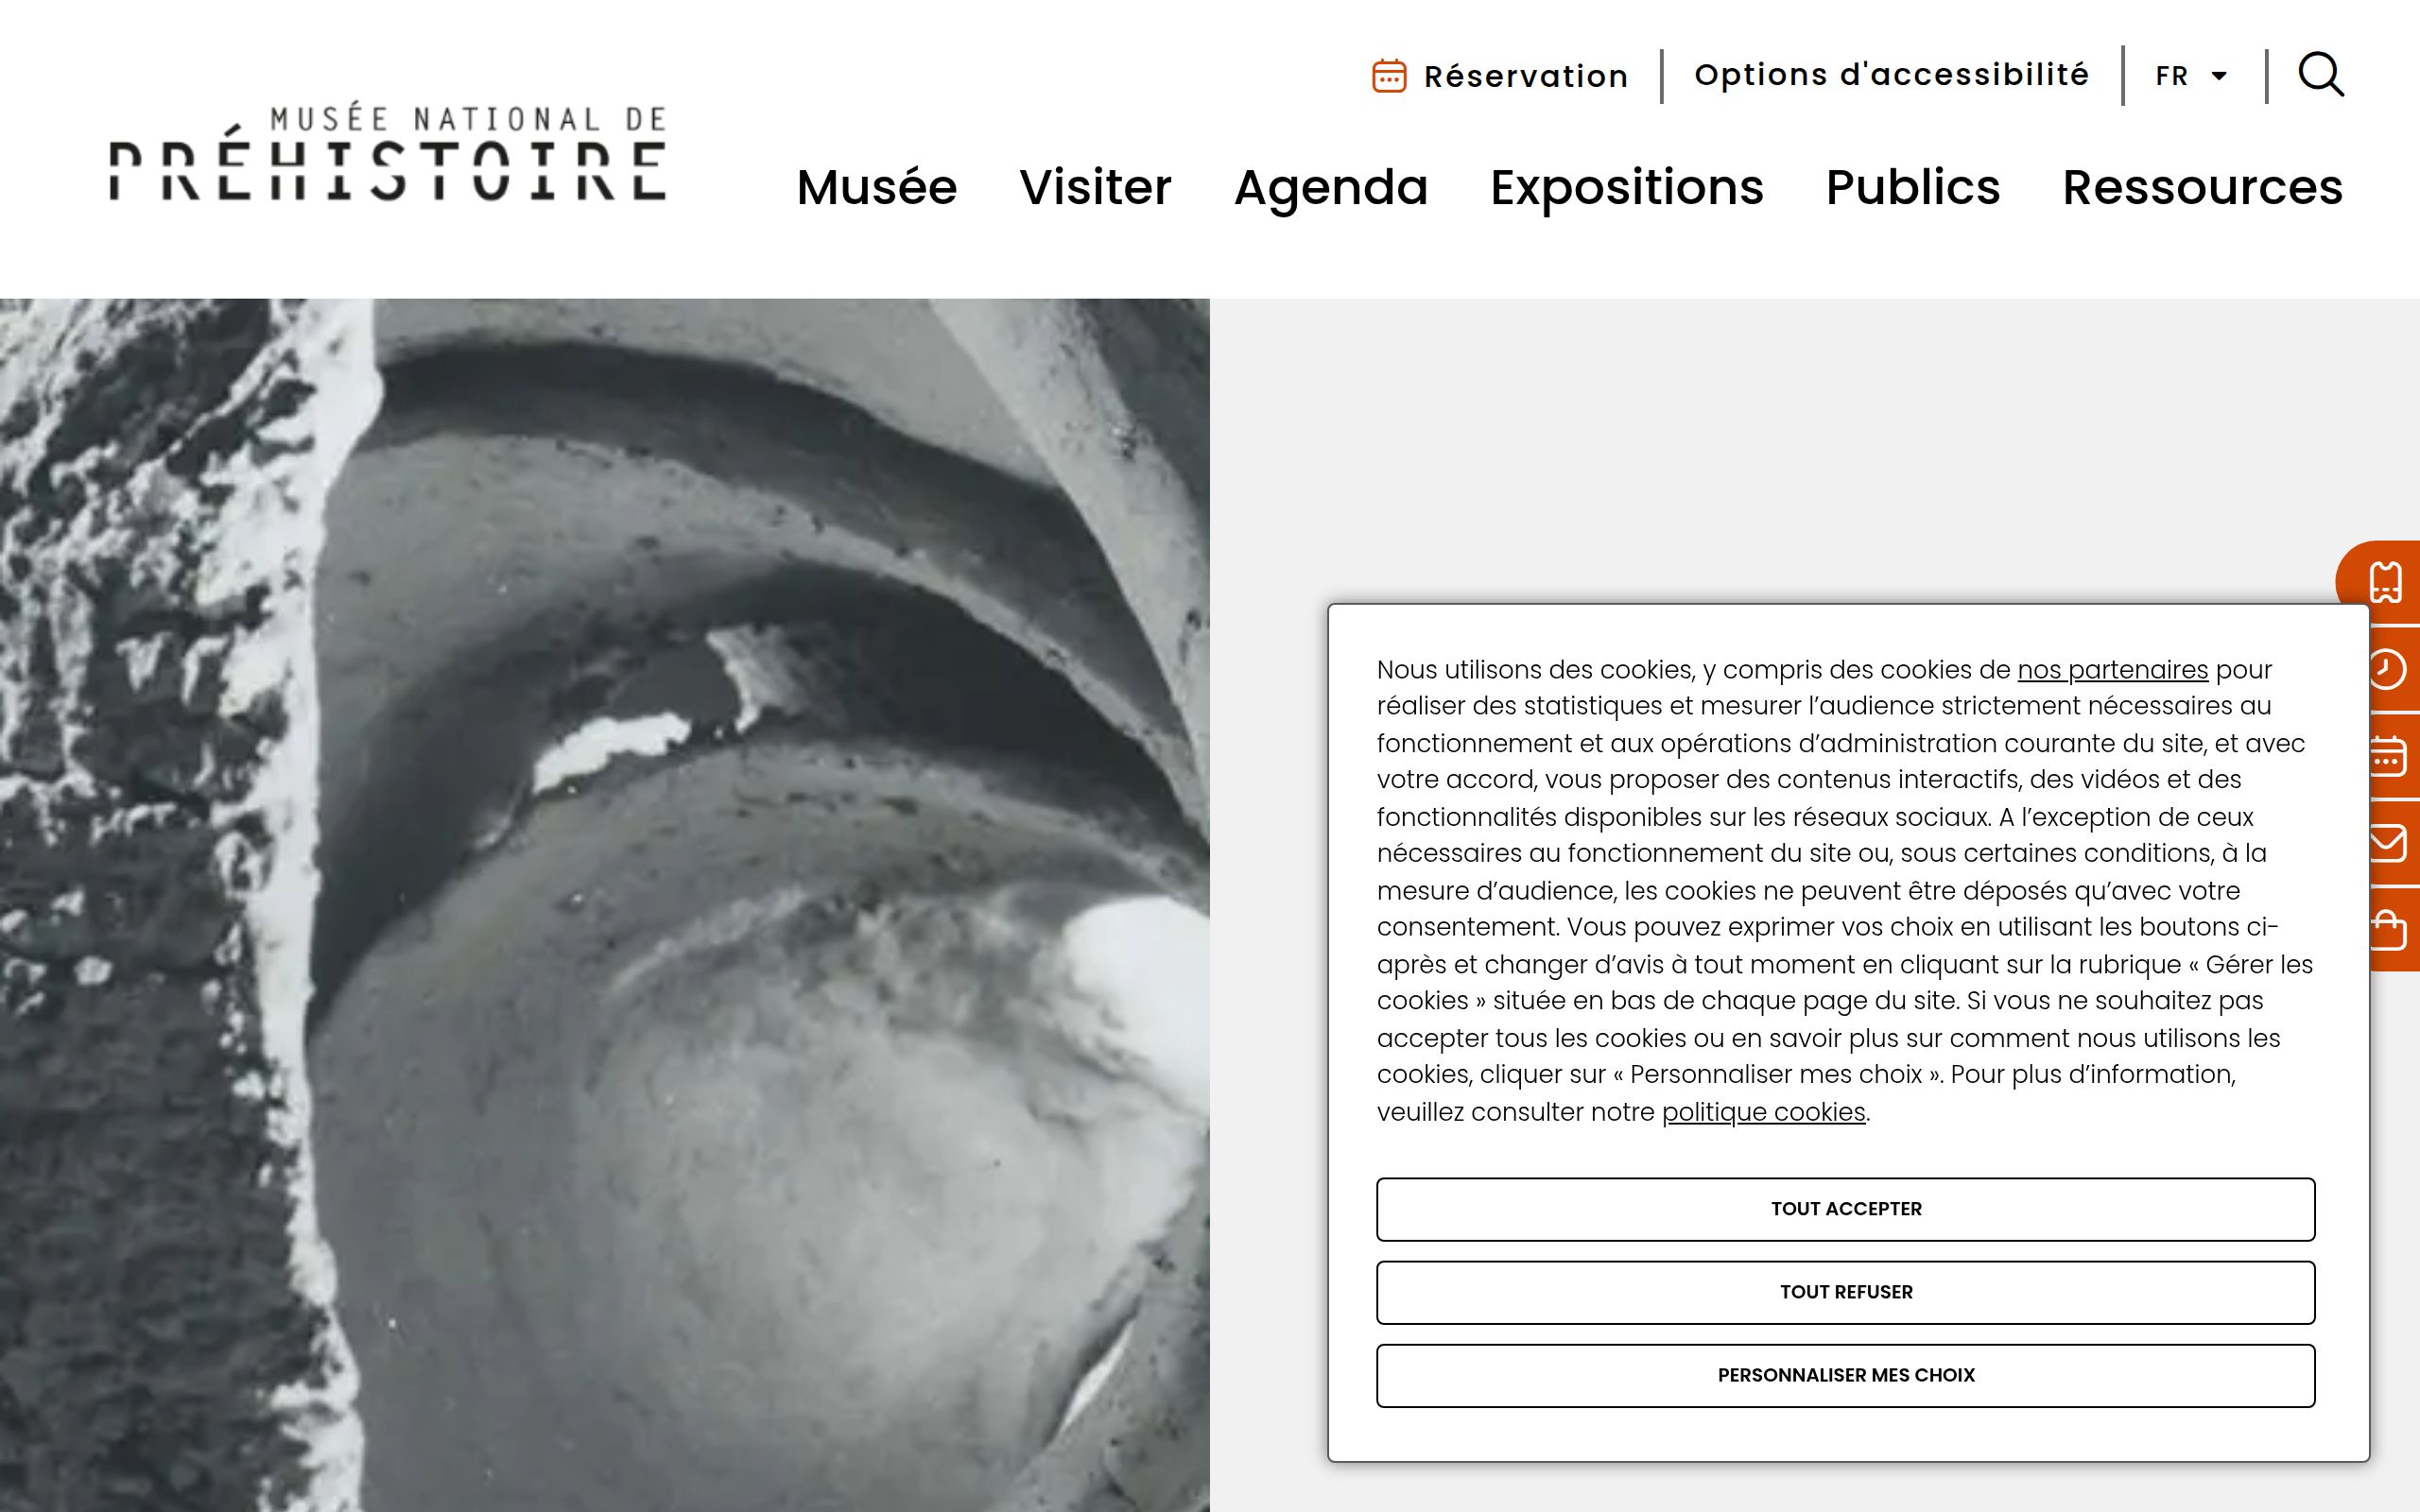 Réservation
Options d'accessibilité
FR
MUSÉE NATIONAL DE
PRÉHISTOIRE
Musée
Visiter
Agenda
Expositions
Publics
Ressources
Nous utilisons des cookies, y compris des cookies de nos partenaires pour
réaliser des statistiques et mesurer l’audience strictement nécessaires au
fonctionnement et aux opérations d’administration courante du site, et avec
votre accord, vous proposer des contenus interactifs, des vidéos et des
fonctionnalités disponibles sur les réseaux sociaux. A l’exception de ceux
nécessaires au fonctionnement du site ou, sous certaines conditions, à la
mesure d’audience, les cookies ne peuvent être déposés qu’avec votre
consentement. Vous pouvez exprimer vos choix en utilisant les boutons ci-
après et changer d’avis à tout moment en cliquant sur la rubrique « Gérer les
cookies » située en bas de chaque page du site. Si vous ne souhaitez pas
accepter tous les cookies ou en savoir plus sur comment nous utilisons les
cookies, cliquer sur « Personnaliser mes choix ». Pour plus d’information,
veuillez consulter notre politique cookies.
TOUT ACCEPTER
TOUT REFUSER
PERSONNALISER MES CHOIX